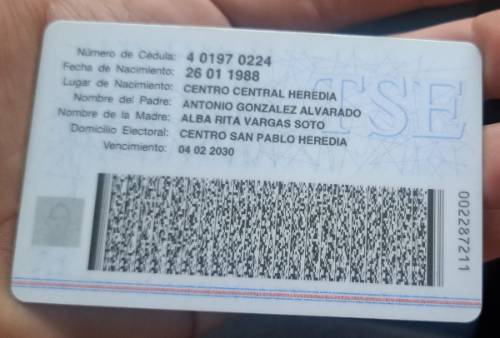 Número de Cédula: 4 0197 0224
Fecha de Nacimiento: 26 01 1988
Lugar de Nacimiento: CENTRO CENTRAL HEREDIA
Nombre del Padre: ANTONIO GONZALEZ ALVARADO
Nombre de la Madre: ALBA RITA VARGAS SOTO
Domicilio Electoral: CENTRO SAN PABLO HEREDIA
Vencimiento: 04 02 2030
TSE
002287211